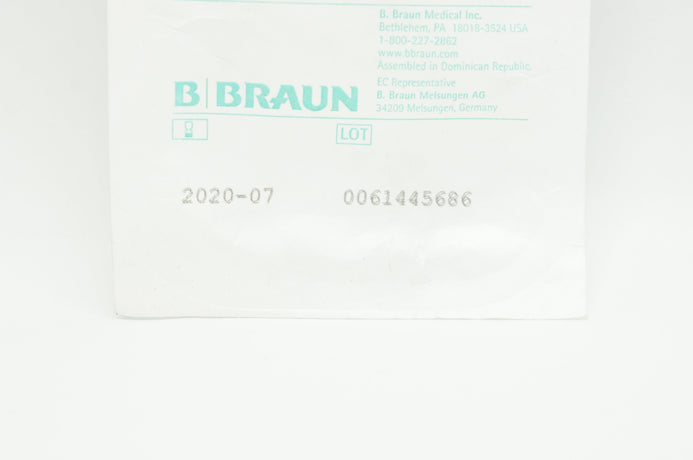 B. Braun Medical Inc.
Bethlehem, PA 18018-3524 USA
1-800-227-2862
www.bbraun.com
Assembled in Dominican Republic
EC Representative
B. Braun Melsungen AG
34209 Melsungen, Germany
B|BRAUN
LOT
2020-07 0061445686